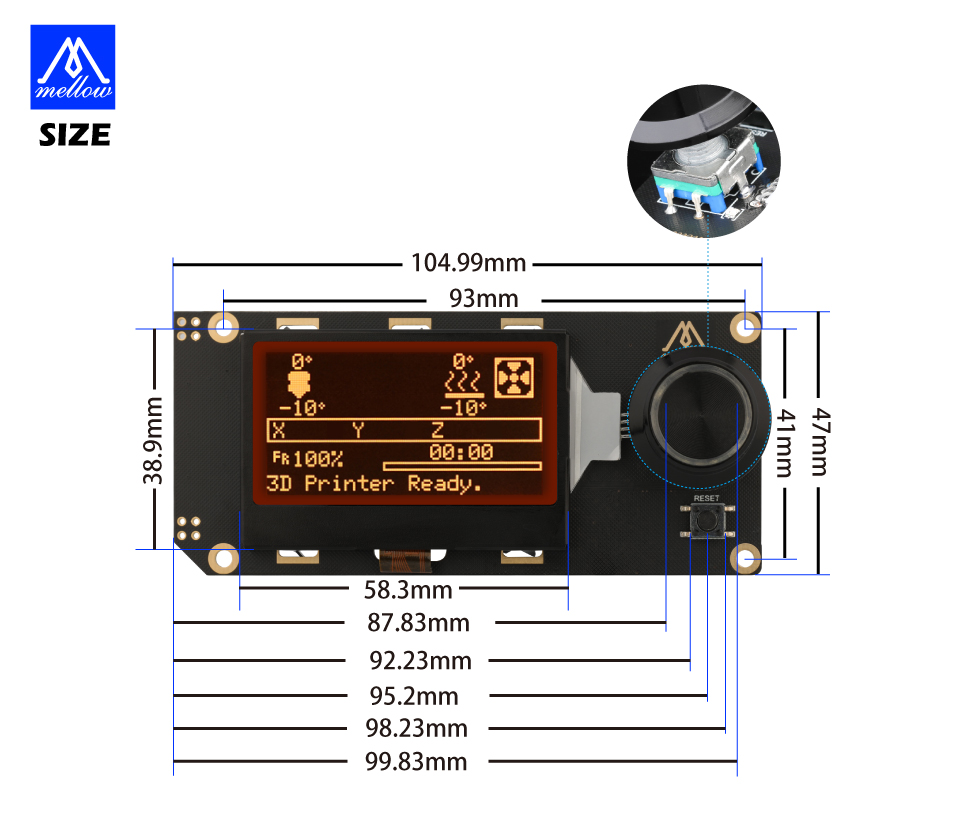 mellow
SIZE
104.99mm
93mm
0°
0°
-10°
-10°
X Y Z
FR100%
00:00
3D Printer Ready.
38.9mm
41mm
47mm
RESET
58.3mm
87.83mm
92.23mm
95.2mm
98.23mm
99.83mm